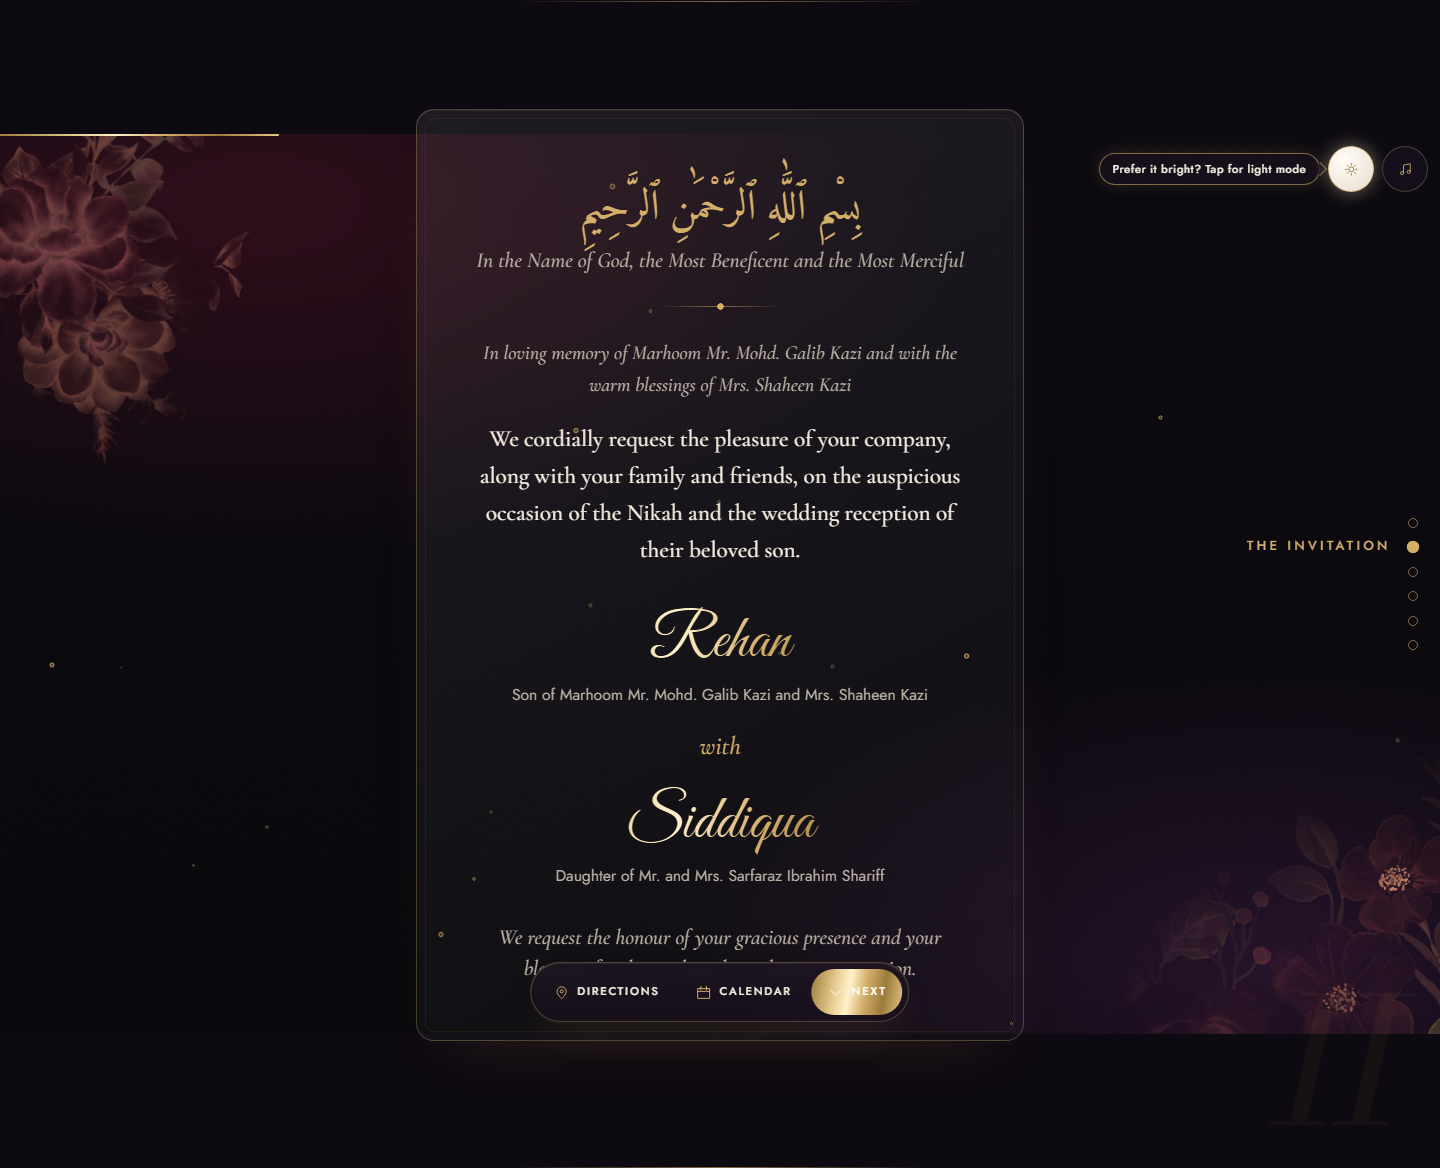 Prefer it bright? Tap for light mode
بِسْمِ ٱللَّٰهِ ٱلرَّحْمَٰنِ ٱلرَّحِيمِ
In the Name of God, the Most Beneficent and the Most Merciful
In loving memory of Marhoom Mr. Mohd. Galib Kazi and with the
warm blessings of Mrs. Shaheen Kazi
We cordially request the pleasure of your company,
along with your family and friends, on the auspicious
occasion of the Nikah and the wedding reception of
their beloved son.
THE INVITATION
Rehan
Son of Marhoom Mr. Mohd. Galib Kazi and Mrs. Shaheen Kazi
with
Siddiqua
Daughter of Mr. and Mrs. Sarfaraz Ibrahim Shariff
We request the honour of your gracious presence and your
DIRECTIONS
CALENDAR
NEXT
II